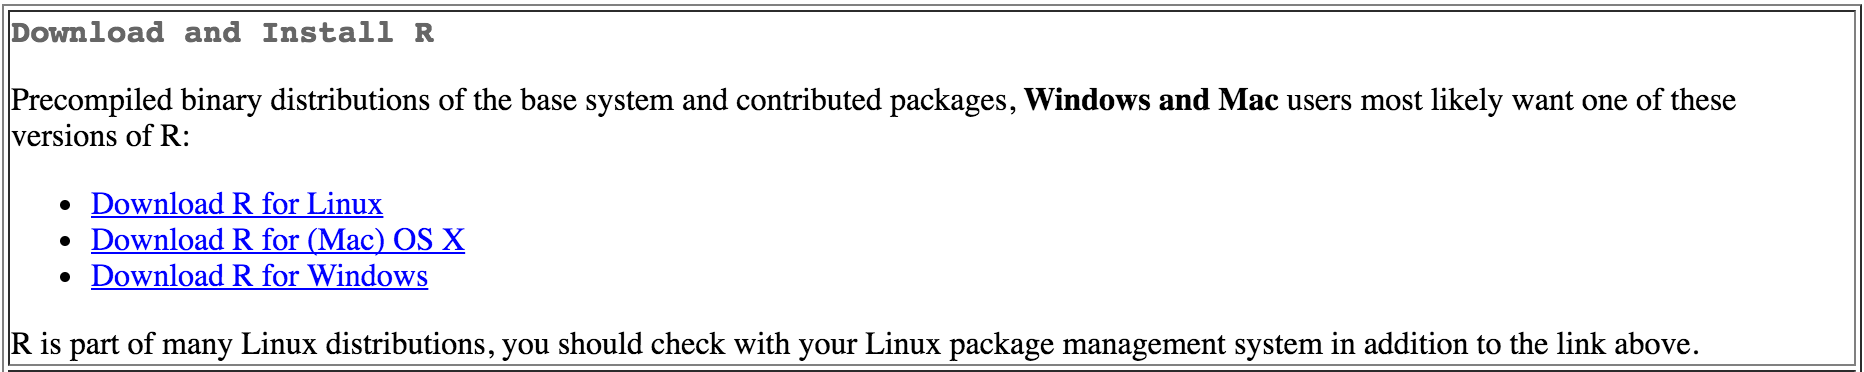 Download and Install R
Precompiled binary distributions of the base system and contributed packages, Windows and Mac users most likely want one of these
versions of R:
• Download R for Linux
• Download R for (Mac) OS X
• Download R for Windows
R is part of many Linux distributions, you should check with your Linux package management system in addition to the link above.